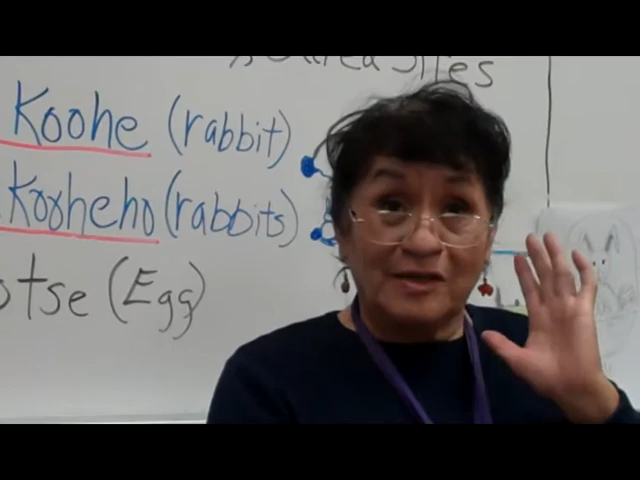 Koohe (rabbit)
Kooheho (rabbits)
otse (Egg)